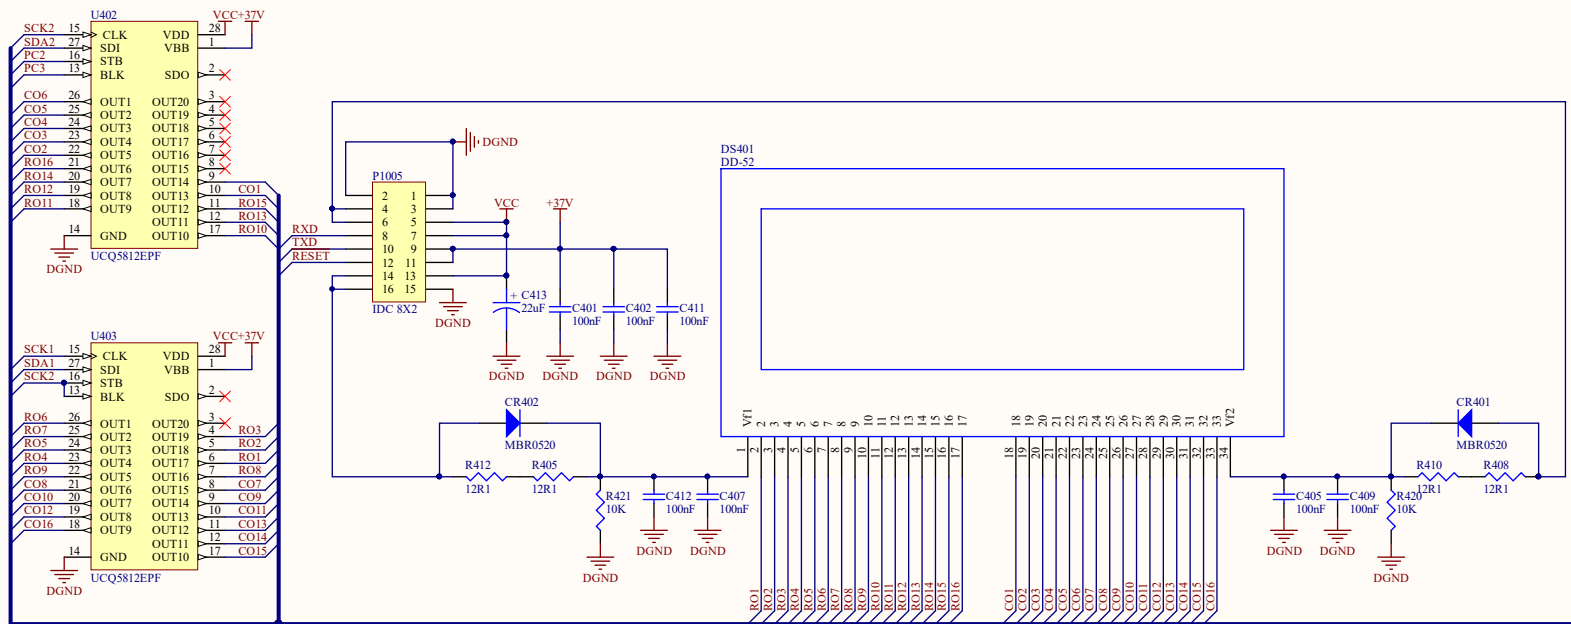 U402
VCC +37V
SCK2 15 CLK VDD 28
SDA2 27 SDI VBB 1
PC2 16 STB
PC3 13 BLK SDO 2
CO6 26 OUT1 OUT20 3
CO5 25 OUT2 OUT19 4
CO4 24 OUT3 OUT18 5
CO3 23 OUT4 OUT17 6
CO2 22 OUT5 OUT16 7
RO16 21 OUT6 OUT15 8
RO14 20 OUT7 OUT14 9
RO12 19 OUT8 OUT13 10 CO1
RO11 18 OUT9 OUT12 11 RO15
OUT11 12 RO13
14 GND OUT10 17 RO10
UCQ5812EPF
DGND
U403
VCC +37V
SCK1 15 CLK VDD 28
SDA1 27 SDI VBB 1
SCK2 16 STB
13 BLK SDO 2
RO6 26 OUT1 OUT20 3
RO7 25 OUT2 OUT19 4 RO3
RO5 24 OUT3 OUT18 5 RO2
RO4 23 OUT4 OUT17 6 RO1
RO9 22 OUT5 OUT16 7 RO8
CO8 21 OUT6 OUT15 8 CO7
CO10 20 OUT7 OUT14 9 CO9
CO12 19 OUT8 OUT13 10 CO11
CO16 18 OUT9 OUT12 11 CO13
OUT11 12 CO14
14 GND OUT10 17 CO15
UCQ5812EPF
DGND
DGND
P1005
2 1
4 3
6 5
RXD 8 7
TXD 10 9
RESET 12 11
14 13
16 15
IDC 8X2
DGND
VCC
+37V
+ C413
22uF
C401
100nF
C402
100nF
C411
100nF
DGND
DGND
DGND
DGND
CR402
MBR0520
R412
12R1
R405
12R1
R421
10K
C412
100nF
C407
100nF
DGND
DGND
DGND
DS401
DD-52
Vf1 2 3 4 5 6 7 8 9 10 11 12 13 14 15 16 17
18 19 20 21 22 23 24 25 26 27 28 29 30 31 32 33 Vf2
1 2 3 4 5 6 7 8 9 10 11 12 13 14 15 16 17
18 19 20 21 22 23 24 25 26 27 28 29 30 31 32 33 34
RO1 RO2 RO3 RO4 RO5 RO6 RO7 RO8 RO9 RO10 RO11 RO12 RO13 RO14 RO15 RO16
CO1 CO2 CO3 CO4 CO5 CO6 CO7 CO8 CO9 CO10 CO11 CO12 CO13 CO14 CO15 CO16
CR401
MBR0520
R410
12R1
R408
12R1
C405
100nF
C409
100nF
R420
10K
DGND
DGND
DGND